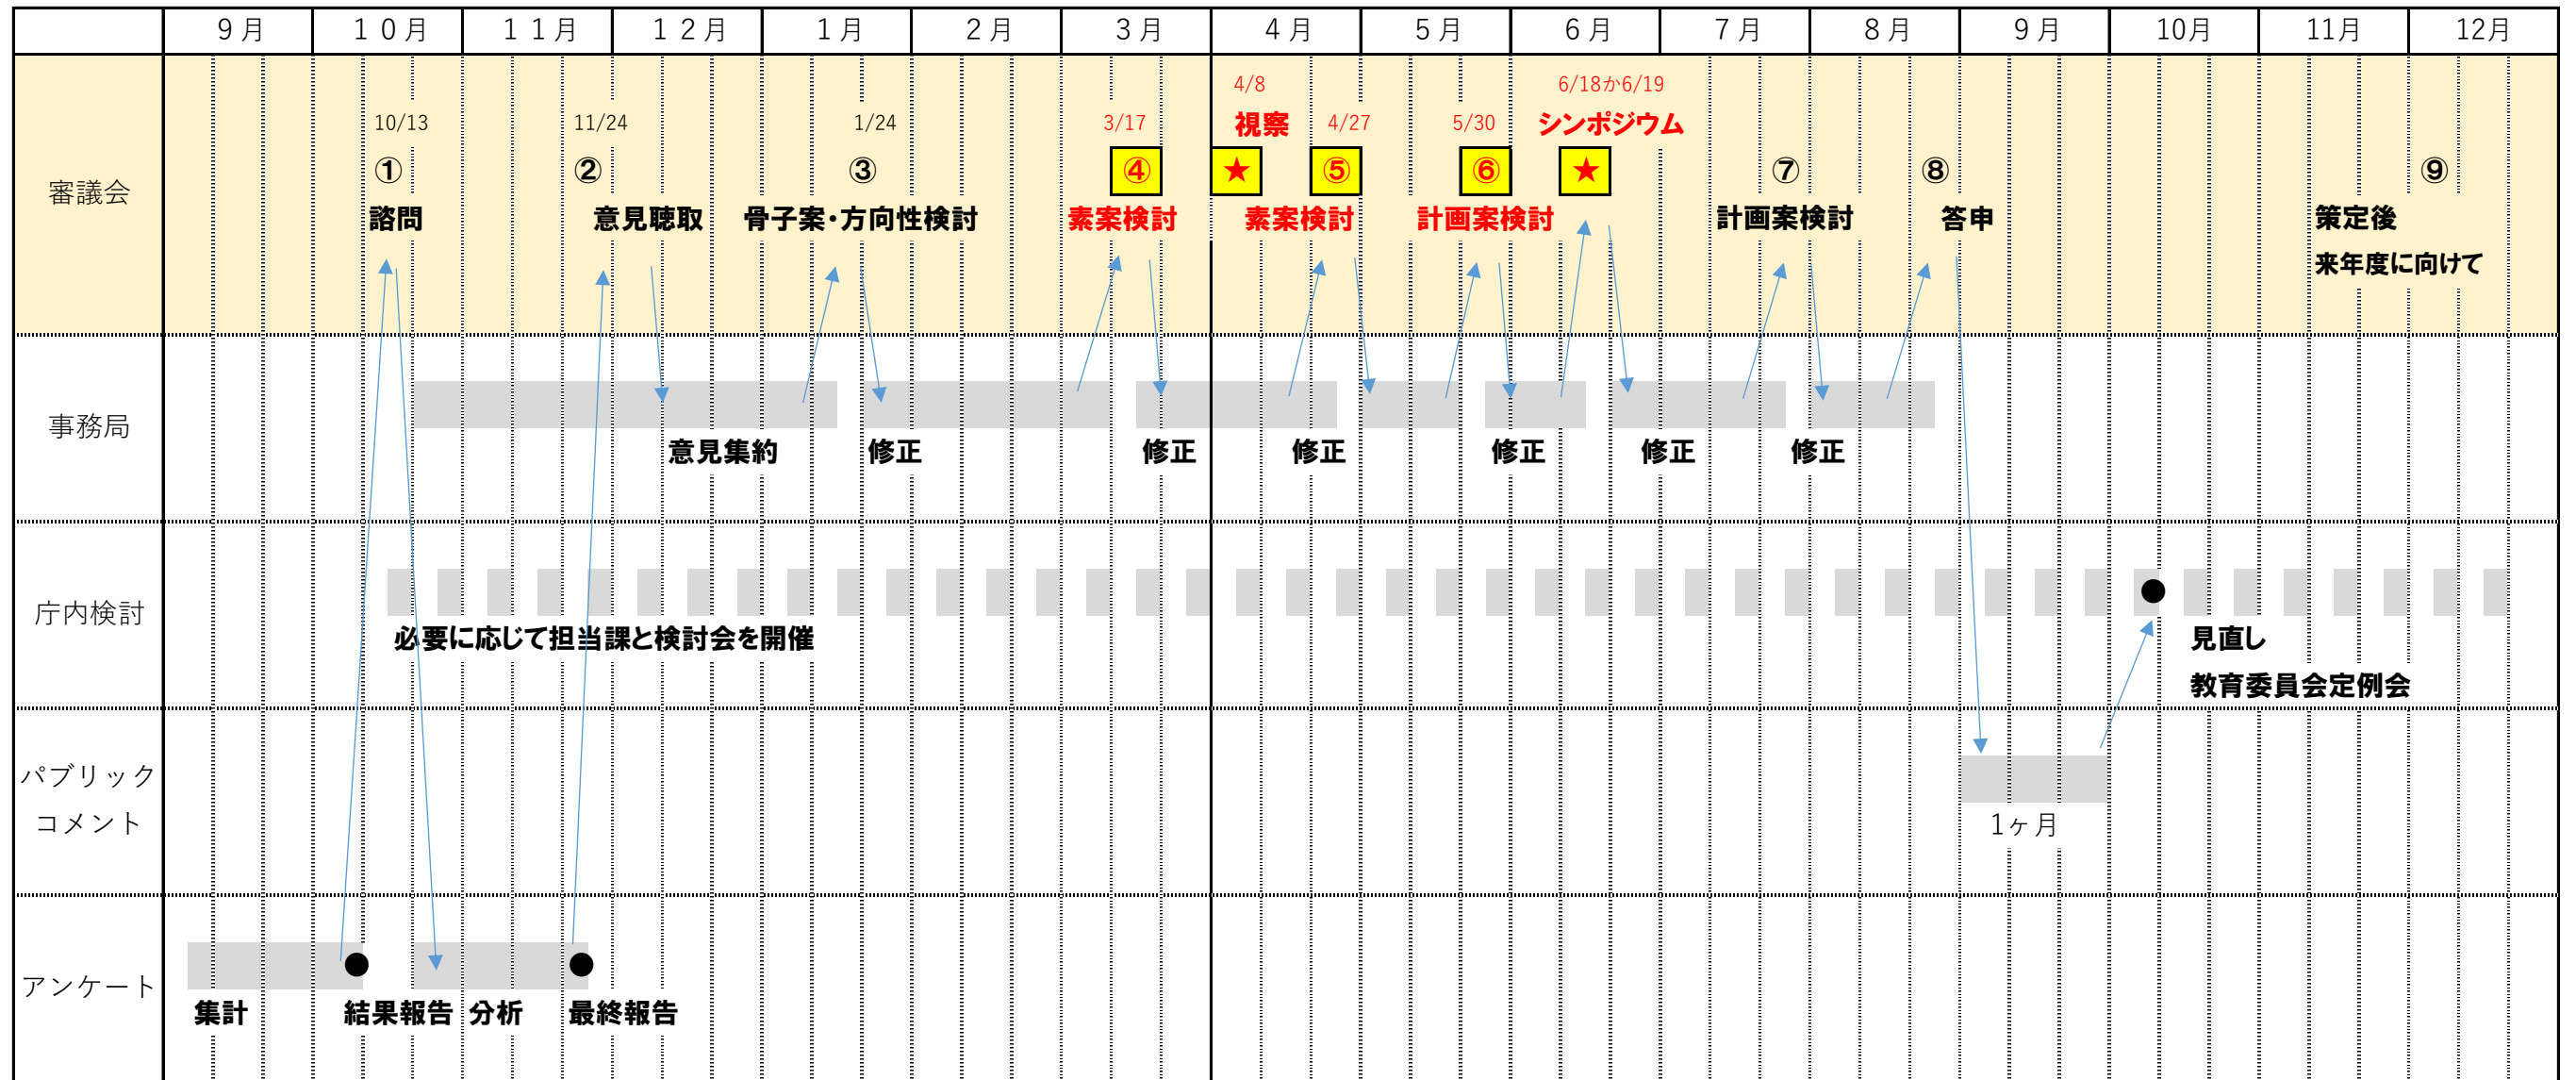 ９月 １０月 １１月 １２月 １月 ２月 ３月 ４月 ５月 ６月 ７月 ８月 ９月 10月 11月 12月
審議会
4/8 6/18か6/19
10/13 11/24 1/24 3/17 視察 4/27 5/30 シンポジウム
① ② ③ ④ ★ ⑤ ⑥ ★ ⑦ ⑧ ⑨
諮問 意見聴取 骨子案・方向性検討 素案検討 素案検討 計画案検討 計画案検討 答申 策定後
来年度に向けて
事務局
意見集約 修正 修正 修正 修正 修正 修正
庁内検討
必要に応じて担当課と検討会を開催 見直し
教育委員会定例会
パブリック
コメント
1ヶ月
アンケート
集計 結果報告 分析 最終報告